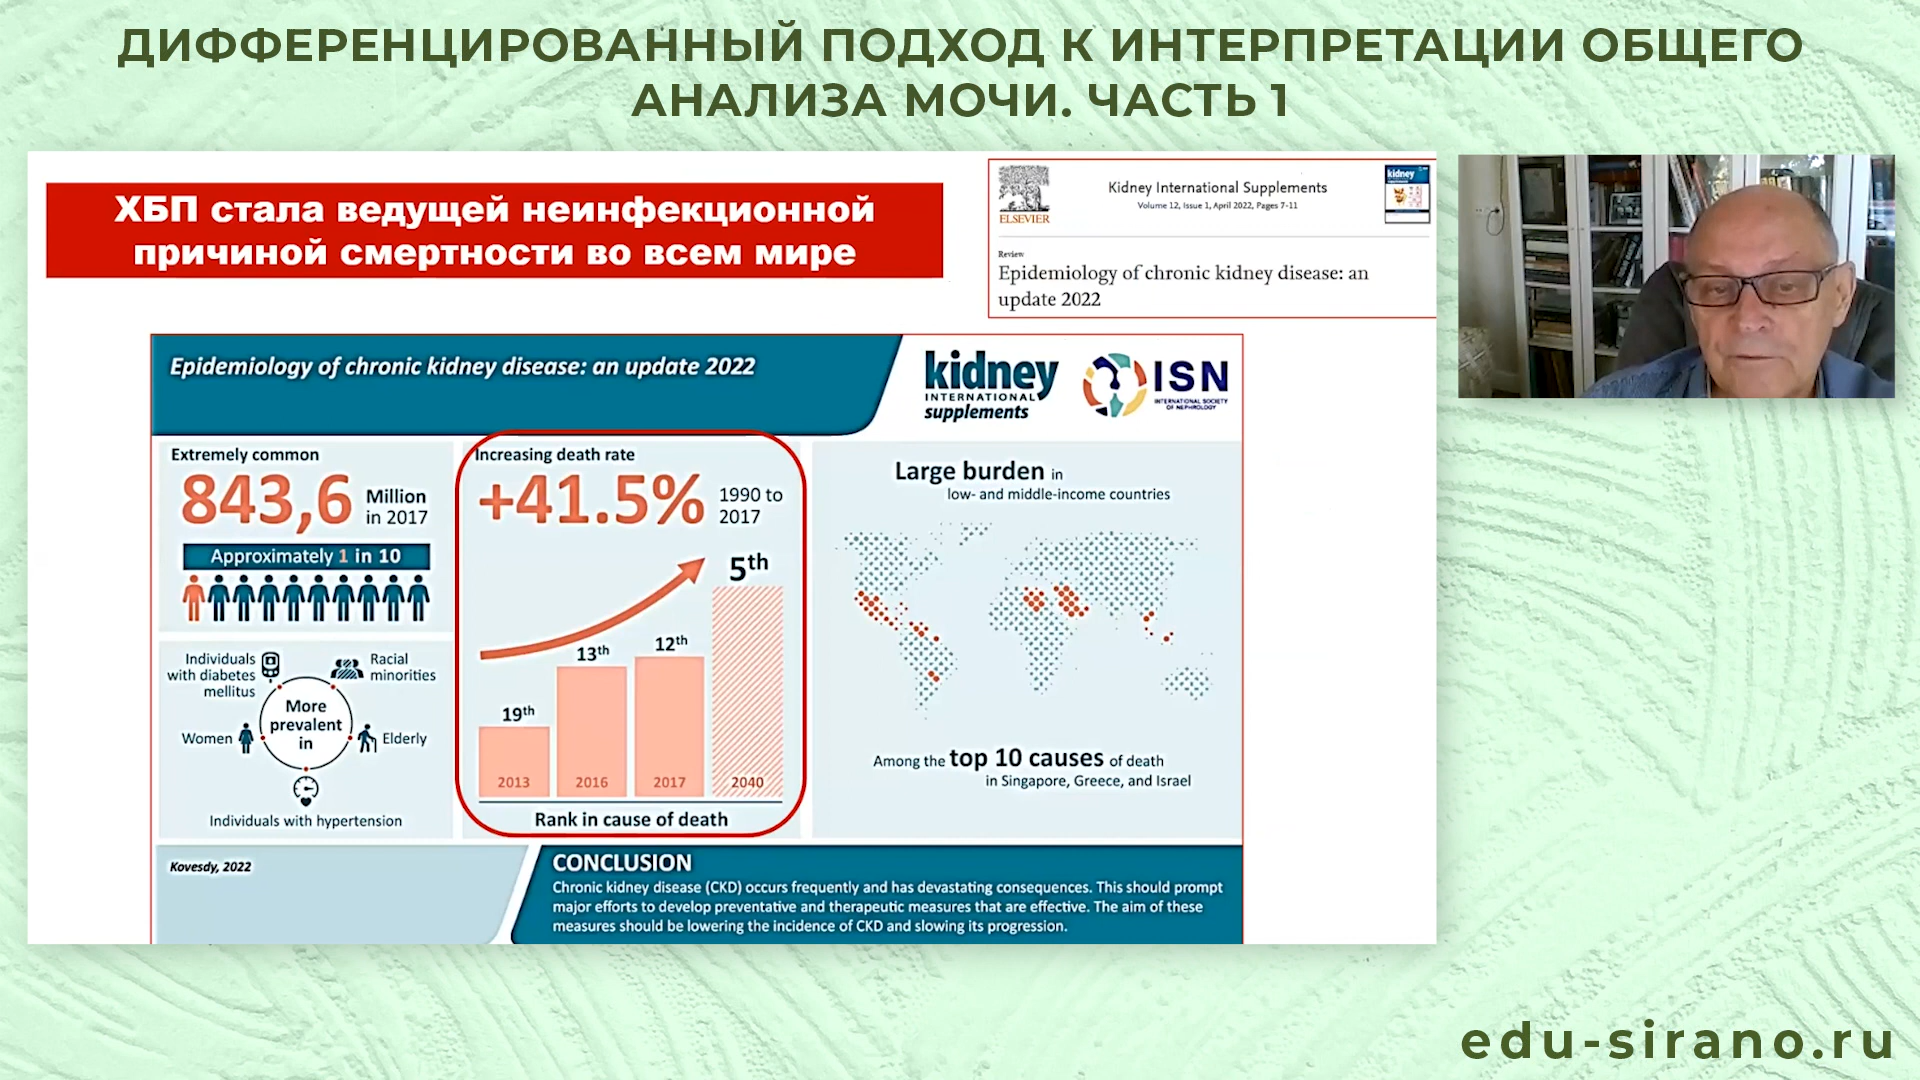 ДИФФЕРЕНЦИРОВАННЫЙ ПОДХОД К ИНТЕРПРЕТАЦИИ ОБЩЕГО
АНАЛИЗА МОЧИ. ЧАСТЬ 1
ХБП стала ведущей неинфекционной
причиной смертности во всем мире
ELSEVIER
Kidney International Supplements
Volume 12, Issue 1, April 2022, Pages 7-11
kidney
Review
Epidemiology of chronic kidney disease: an
update 2022
Epidemiology of chronic kidney disease: an update 2022
kidney
INTERNATIONAL
supplements
ISN
INTERNATIONAL SOCIETY
OF NEPHROLOGY
Extremely common
843,6 Million
in 2017
Approximately 1 in 10
Individuals
with diabetes
mellitus
Racial
minorities
More
prevalent
in
Women
Elderly
Individuals with hypertension
Increasing death rate
+41.5% 1990 to
2017
19th
13th
12th
5th
2013
2016
2017
2040
Rank in cause of death
Large burden in
low- and middle-income countries
Among the top 10 causes of death
in Singapore, Greece, and Israel
Kovesdy, 2022
CONCLUSION
Chronic kidney disease (CKD) occurs frequently and has devastating consequences. This should prompt
major efforts to develop preventative and therapeutic measures that are effective. The aim of these
measures should be lowering the incidence of CKD and slowing its progression.
edu-sirano.ru